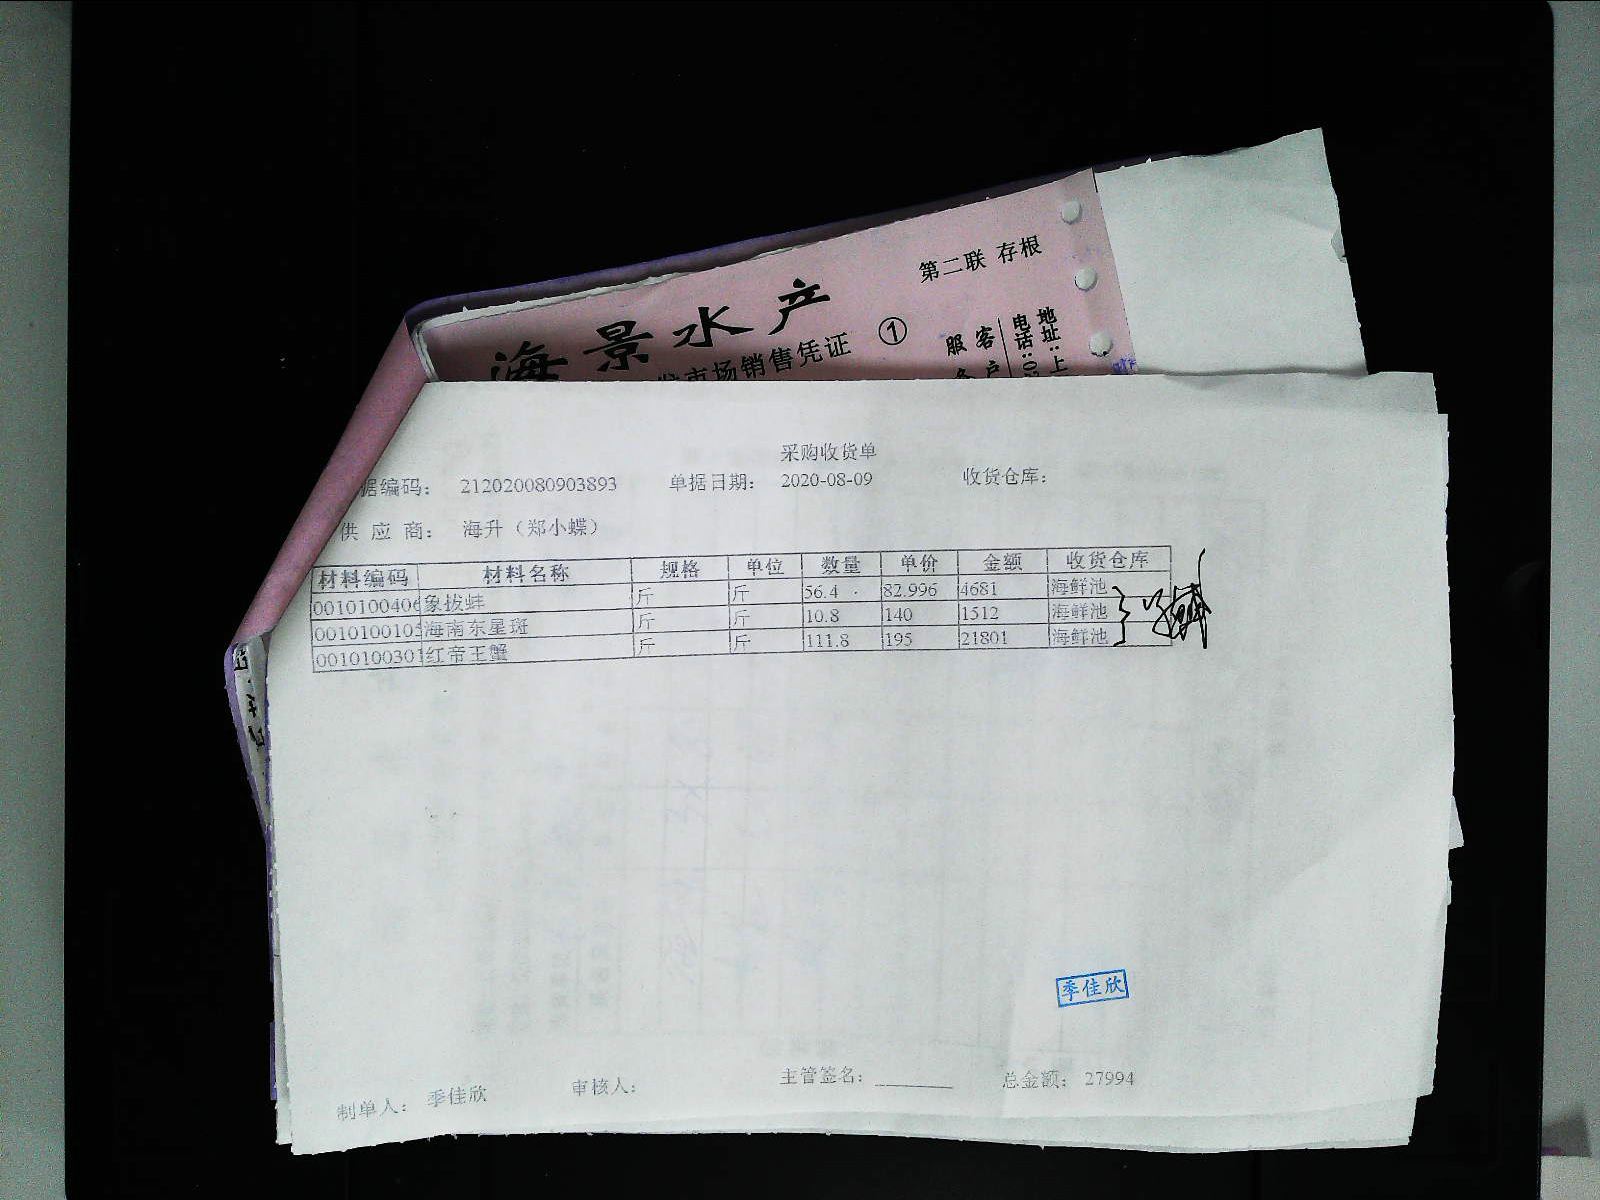 第二联 存根
海景水产
市场销售凭证 ①
服 客
户
地址:上
电话:0
采购收货单
据编码: 212020080903893 单据日期: 2020-08-09 收货仓库:
供 应 商: 海升（郑小蝶）
材料编码 材料名称 规格 单位 数量 单价 金额 收货仓库
0010100406 象拔蚌 斤 斤 56.4 82.996 4681 海鲜池
0010100105 海南东星斑 斤 斤 10.8 140 1512 海鲜池
0010100301 红帝王蟹 斤 斤 111.8 195 21801 海鲜池
季佳欣
制单人: 季佳欣 审核人: 主管签名: 总金额: 27994